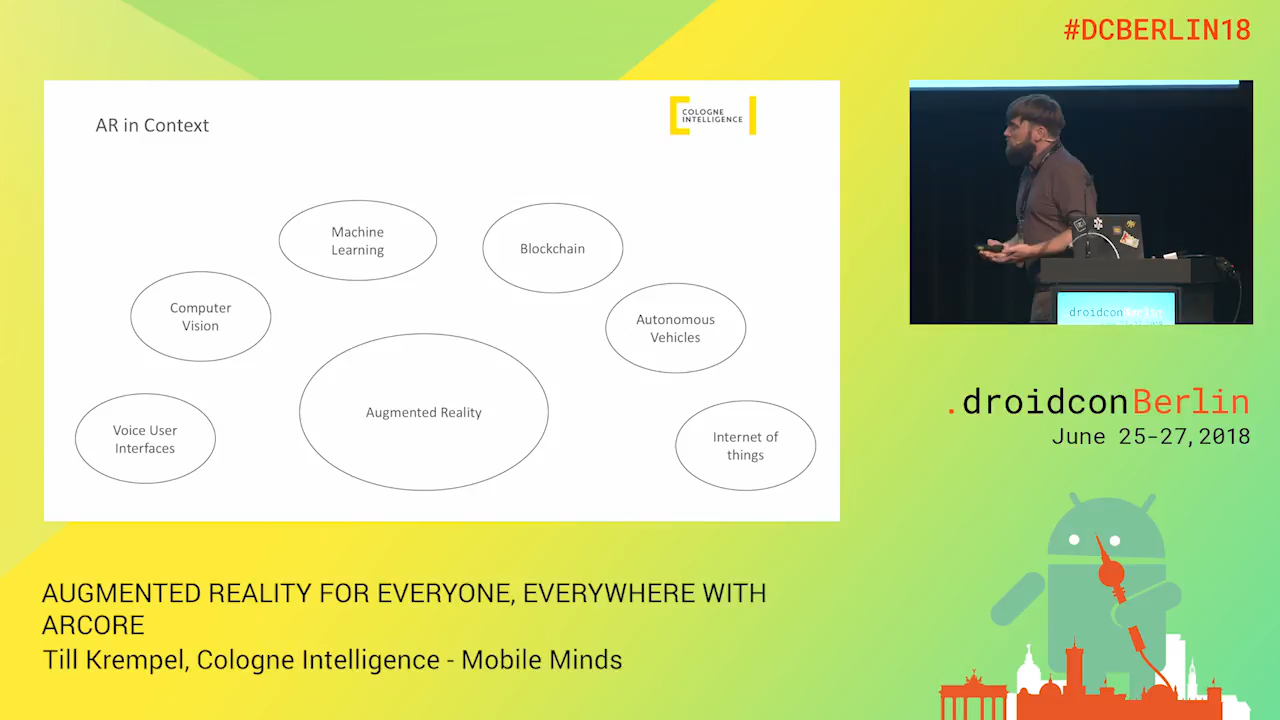 #DCBERLIN18
AR in Context
COLOGNE
INTELLIGENCE
Machine
Learning
Blockchain
Computer
Vision
Autonomous
Vehicles
Augmented Reality
Voice User
Interfaces
Internet of
things
droidconBerlin
.droidconBerlin
June 25-27,2018
AUGMENTED REALITY FOR EVERYONE, EVERYWHERE WITH
ARCORE
Till Krempel, Cologne Intelligence - Mobile Minds